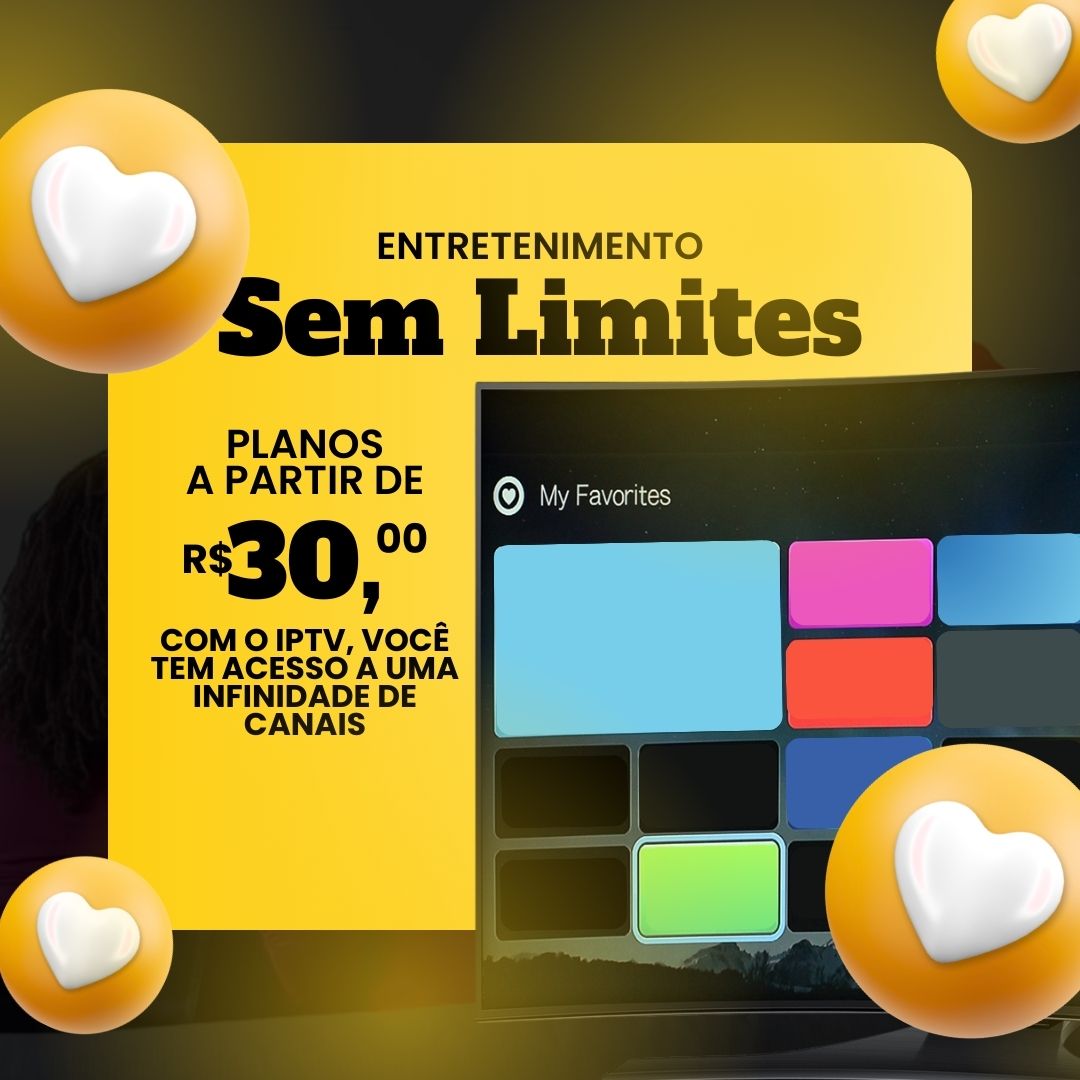 ENTRETENIMENTO
Sem Limites
PLANOS
A PARTIR DE
R$30,00
COM O IPTV, VOCÊ
TEM ACESSO A UMA
INFINIDADE DE
CANAIS
My Favorites